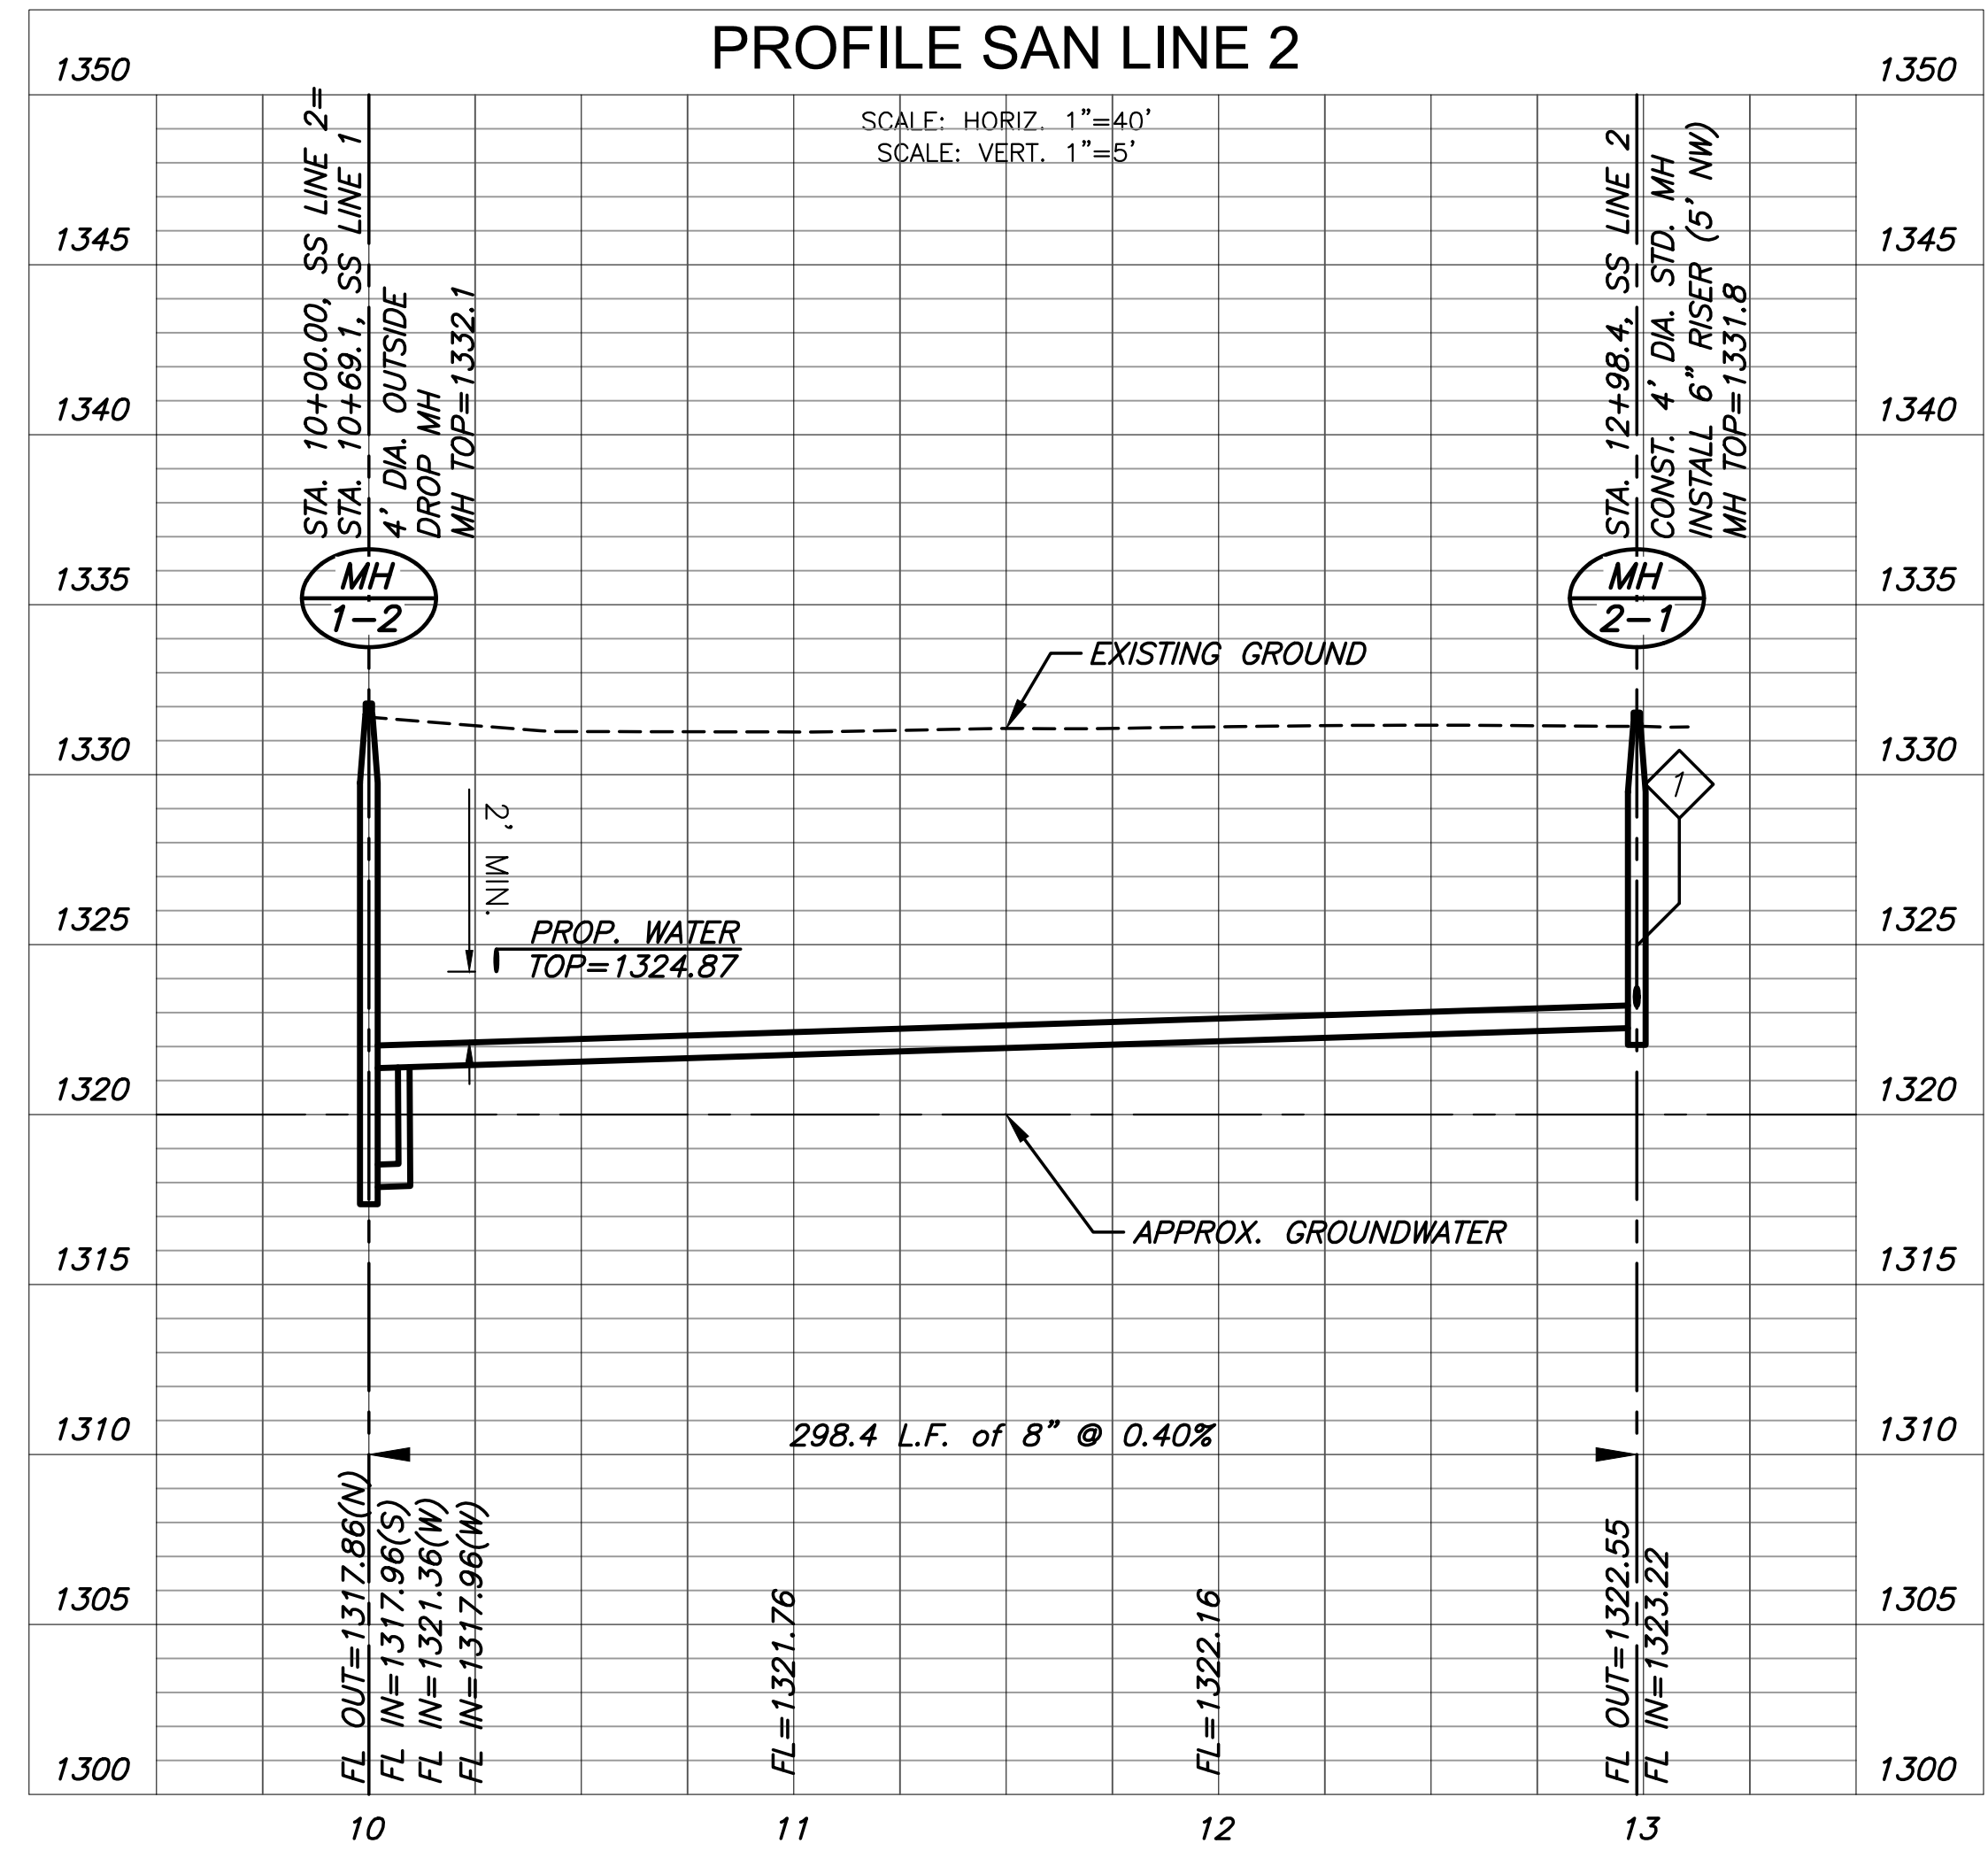 PROFILE SAN LINE 2
SCALE: HORIZ. 1"=40'
SCALE: VERT. 1"=5'
1350
1345
1340
1335
1330
1325
1320
1315
1310
1305
1300
1350
1345
1340
1335
1330
1325
1320
1315
1310
1305
1300
STA. 10+00.00, SS LINE 2=
STA. 10+69.1, SS LINE 1
4' DIA. OUTSIDE
DROP MH
MH TOP=1332.1
MH
1-2
STA. 12+98.4, SS LINE 2
CONST. 4' DIA. STD. MH
INSTALL 6" RISER (5' NW)
MH TOP=1331.8
MH
2-1
EXISTING GROUND
1
2' MIN.
PROP. WATER
TOP=1324.87
APPROX. GROUNDWATER
298.4 L.F. of 8" @ 0.40%
FL OUT=1317.86(N)
FL IN=1317.96(S)
FL IN=1321.36(W)
FL IN=1317.96(W)
FL=1321.76
FL=1322.16
FL OUT=1322.55
FL IN=1323.22
10
11
12
13